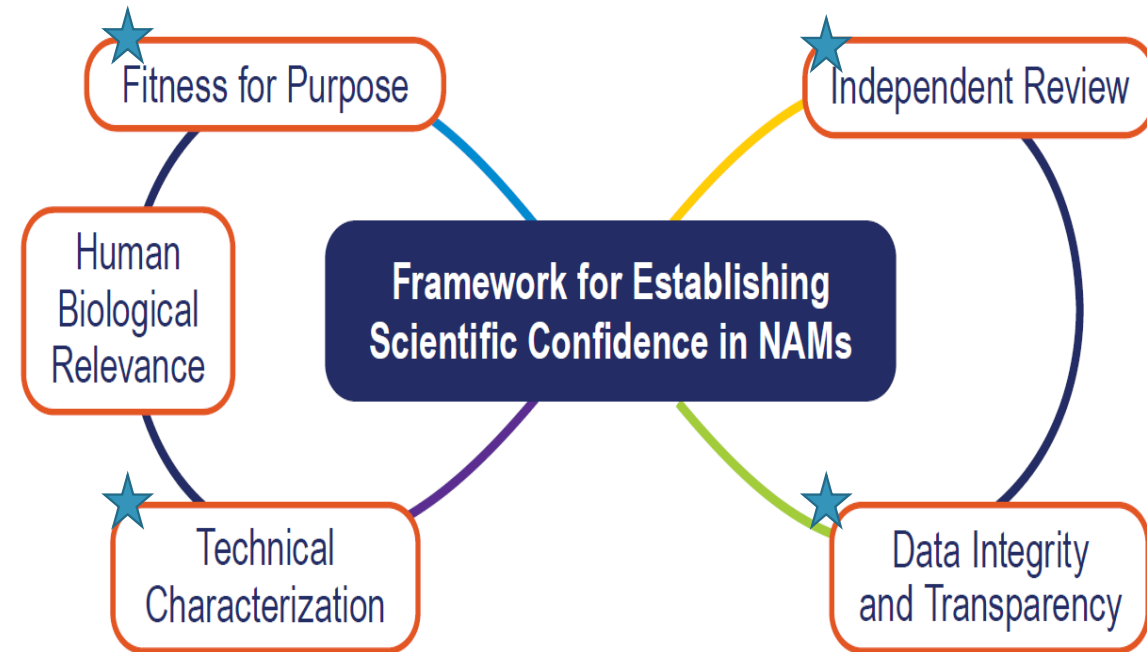 Fitness for Purpose
Independent Review
Human
Biological
Relevance
Framework for Establishing
Scientific Confidence in NAMs
Technical
Characterization
Data Integrity
and Transparency